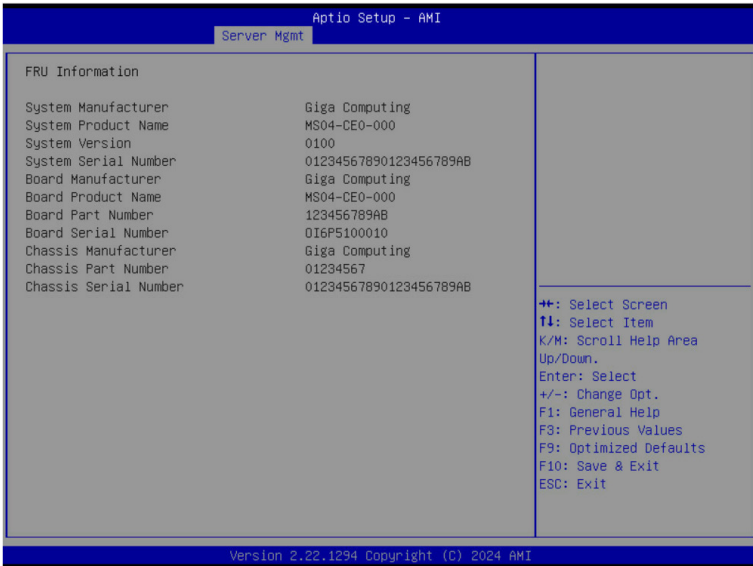 Aptio Setup - AMI
Server Mgmt
FRU Information
System Manufacturer Giga Computing
System Product Name MS04-CE0-000
System Version 0100
System Serial Number 01234567890123456789AB
Board Manufacturer Giga Computing
Board Product Name MS04-CE0-000
Board Part Number 123456789AB
Board Serial Number OI6P5100010
Chassis Manufacturer Giga Computing
Chassis Part Number 01234567
Chassis Serial Number 01234567890123456789AB
→←: Select Screen
↑↓: Select Item
K/M: Scroll Help Area
Up/Down.
Enter: Select
+/-: Change Opt.
F1: General Help
F3: Previous Values
F9: Optimized Defaults
F10: Save & Exit
ESC: Exit
Version 2.22.1294 Copyright (C) 2024 AMI